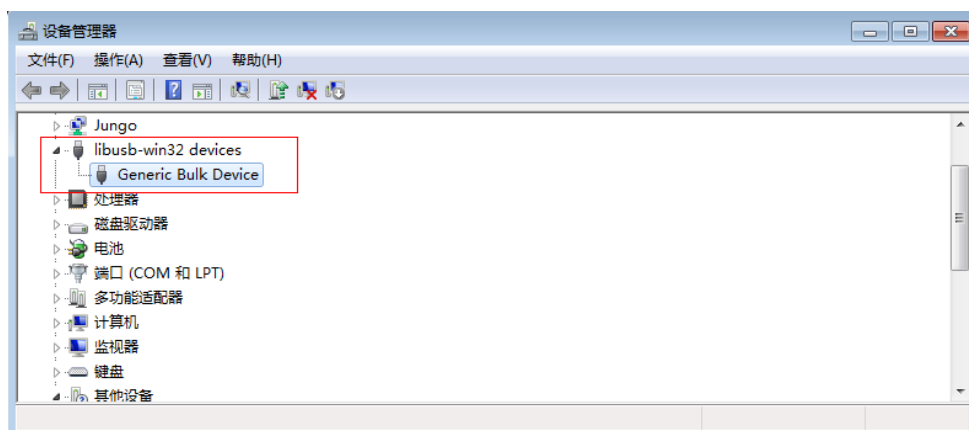 设备管理器
文件(F) 操作(A) 查看(V) 帮助(H)
Jungo
libusb-win32 devices
Generic Bulk Device
处理器
磁盘驱动器
电池
端口 (COM 和 LPT)
多功能适配器
计算机
监视器
键盘
其他设备